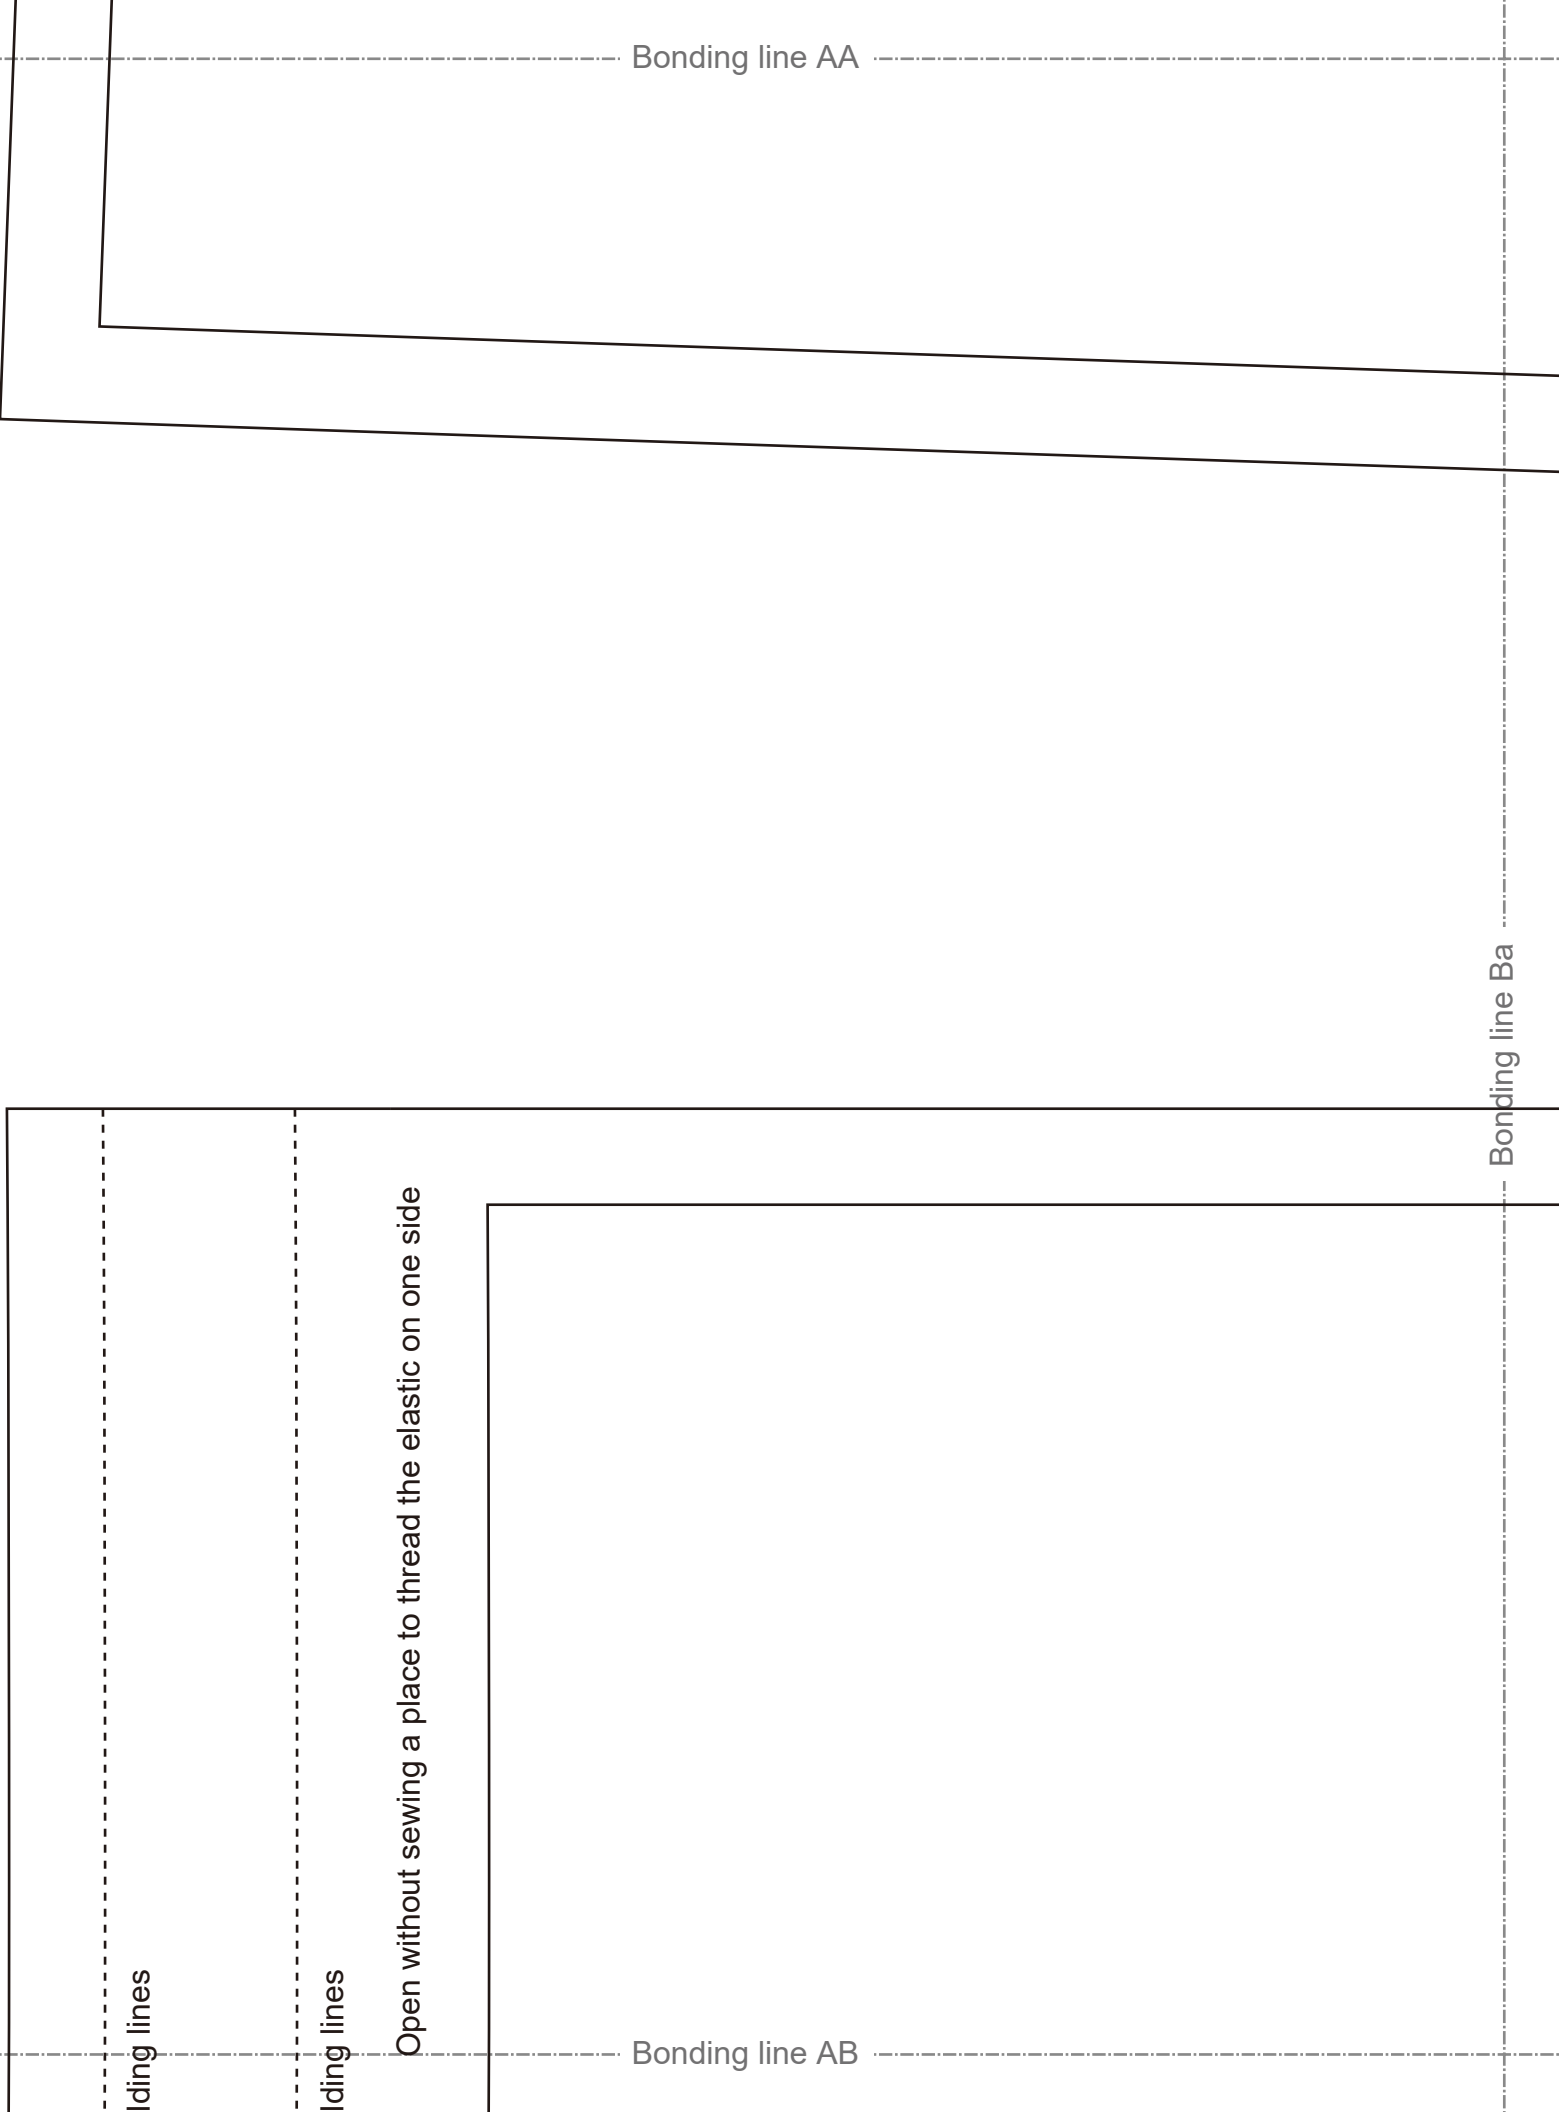 Bonding line AA
Bonding line Ba
Open without sewing a place to thread the elastic on one side
lding lines
lding lines
Bonding line AB